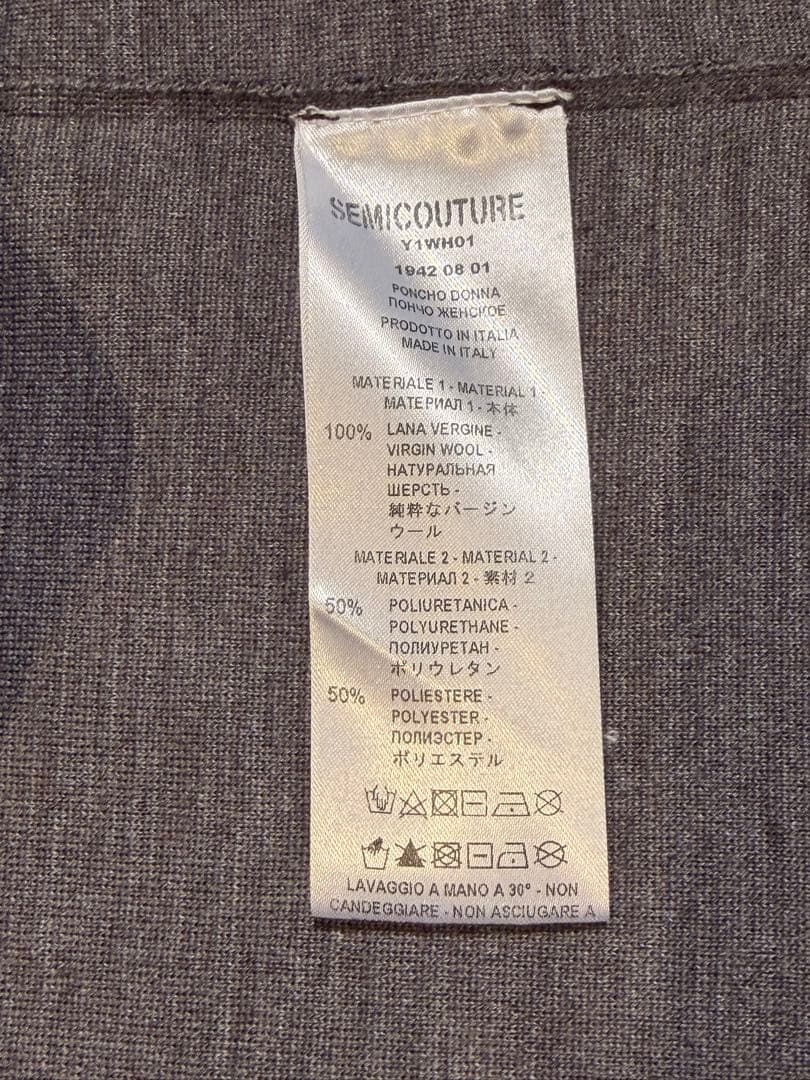 SEMICOUTURE
Y1WH01
1942 08 01
PONCHO DONNA
ПОНЧО ЖЕНСКОЕ
PRODOTTO IN ITALIA
MADE IN ITALY
MATERIALE 1 - MATERIAL 1
МАТЕРИАЛ 1 - 本体
100% LANA VERGINE -
VIRGIN WOOL -
НАТУРАЛЬНАЯ
ШЕРСТЬ -
純粋なバージン
ウール
MATERIALE 2 - MATERIAL 2 -
МАТЕРИАЛ 2 - 素材 2
50% POLIURETANICA -
POLYURETHANE -
ПОЛИУРЕТАН -
ポリウレタン
50% POLIESTERE -
POLYESTER -
ПОЛИЭСТЕР -
ポリエステル
LAVAGGIO A MANO A 30° - NON
CANDEGGIARE - NON ASCIUGARE A